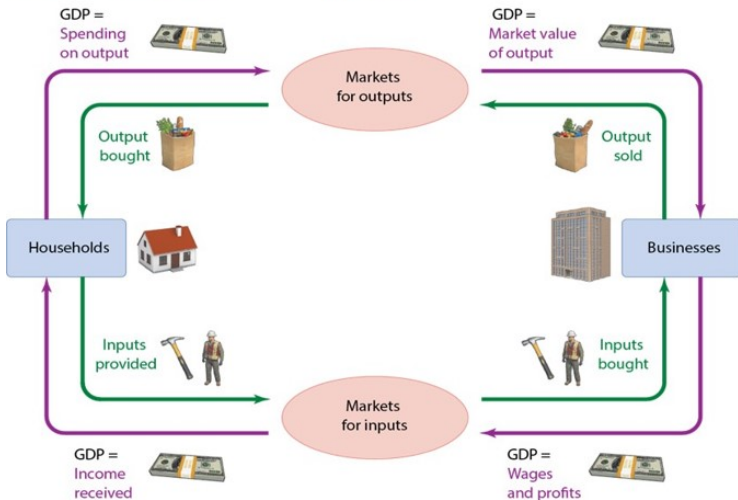 GDP =
Spending
on output
GDP =
Market value
of output
Markets
for outputs
Output
bought
Output
sold
Households
Businesses
Inputs
provided
Inputs
bought
Markets
for inputs
GDP =
Income
received
GDP =
Wages
and profits